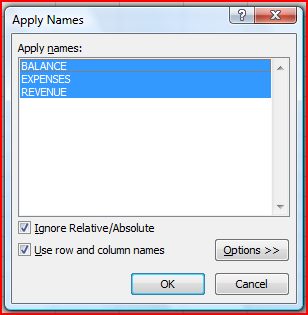 Apply Names
Apply names:
BALANCE
EXPENSES
REVENUE
Ignore Relative/Absolute
Use row and column names
Options >>
OK
Cancel